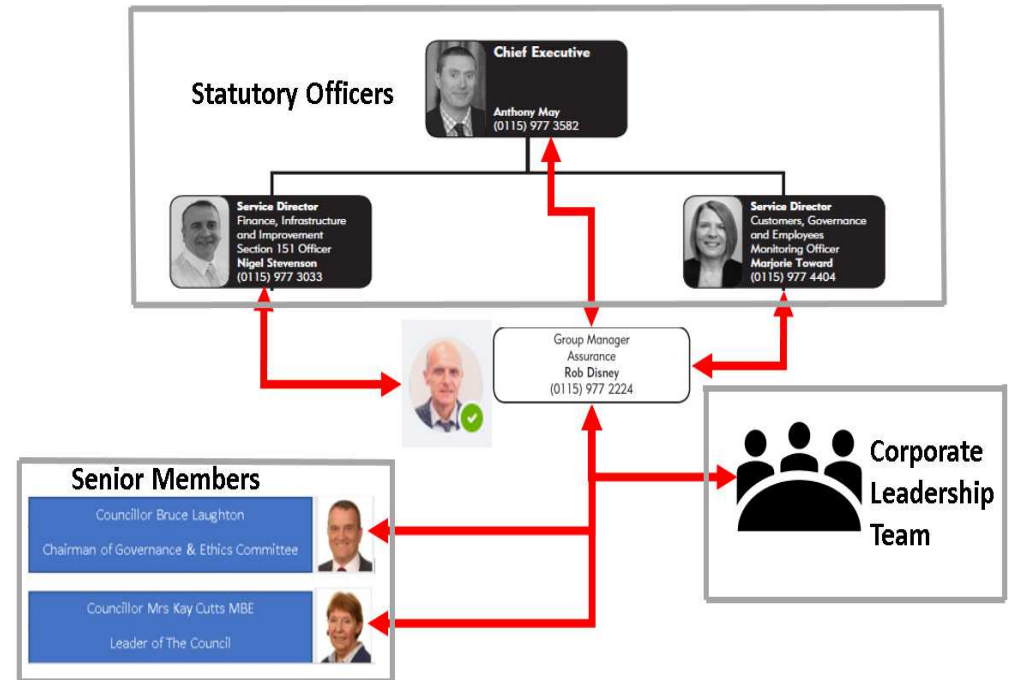 Statutory Officers
Chief Executive
Anthony May
(0115) 977 3582
Service Director
Finance, Infrastructure
and Improvement
Section 151 Officer
Nigel Stevenson
(0115) 977 3033
Service Director
Customers, Governance
and Employees
Monitoring Officer
Marjorie Toward
(0115) 977 4404
Group Manager
Assurance
Rob Disney
(0115) 977 2224
Corporate
Leadership
Team
Senior Members
Councillor Bruce Laughton
Chairman of Governance & Ethics Committee
Councillor Mrs Kay Cutts MBE
Leader of The Council